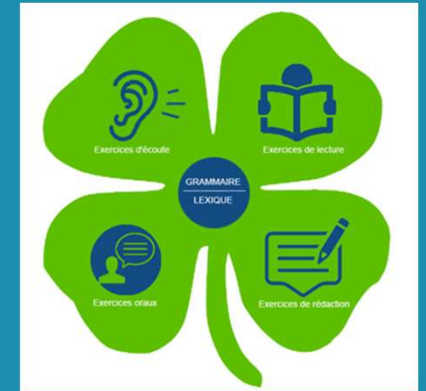 Exercices d'écoute
Exercices de lecture
GRAMMAIRE
LEXIQUE
Exercices oraux
Exercices de rédaction